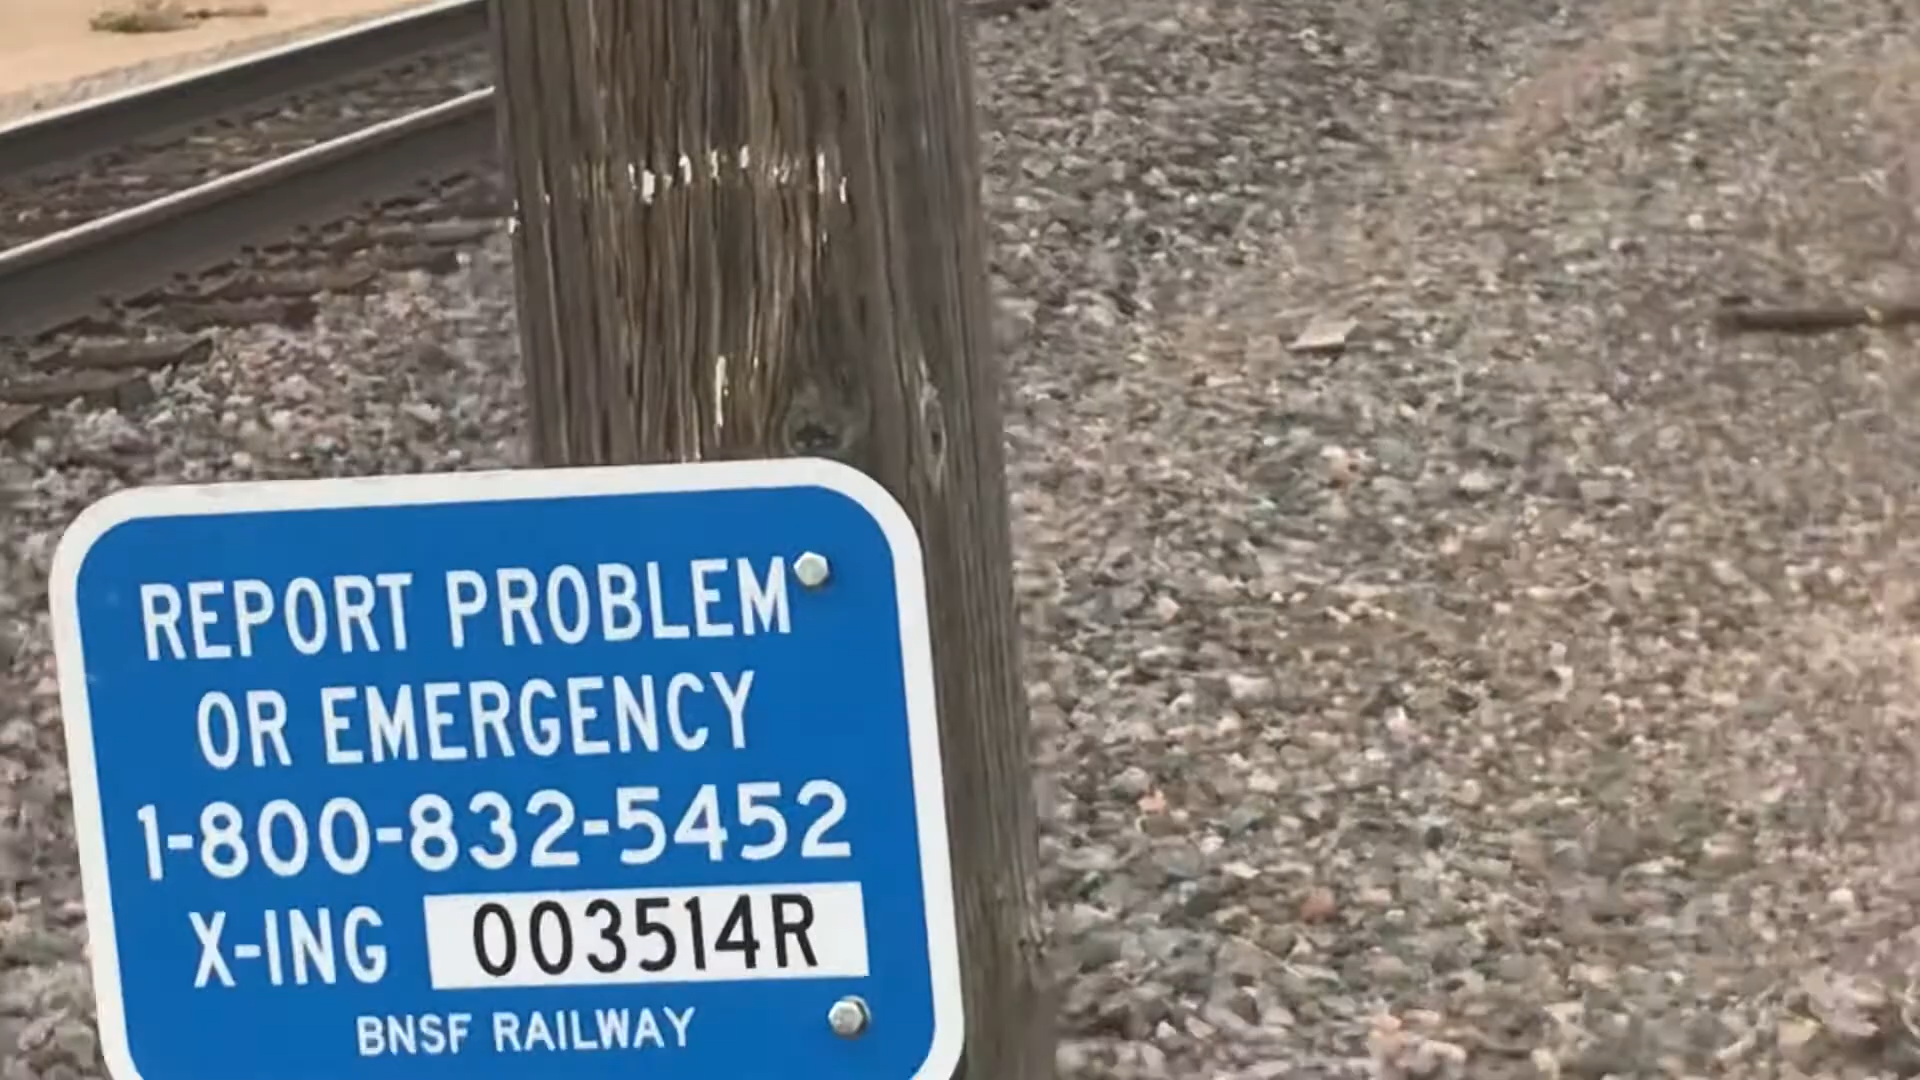 REPORT PROBLEM
OR EMERGENCY
1-800-832-5452
X-ING 003514R
BNSF RAILWAY